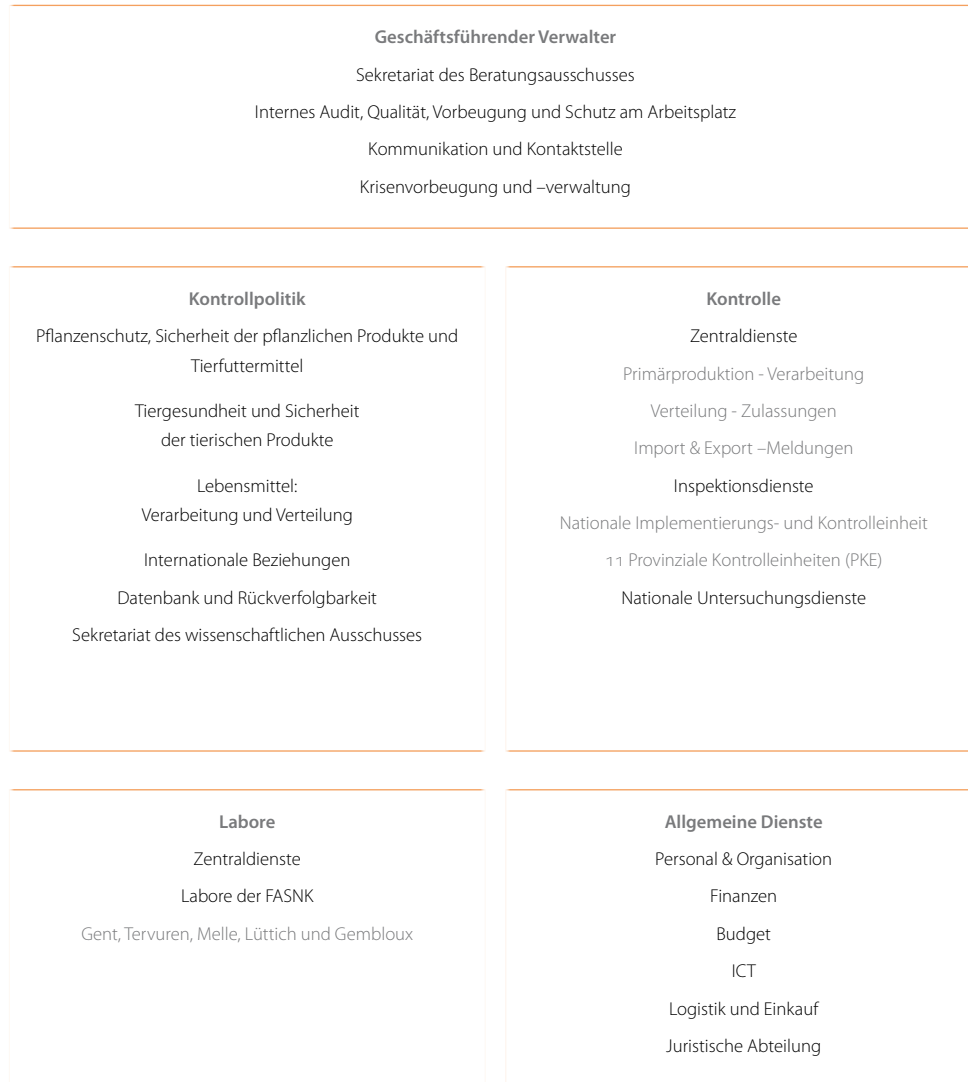 Geschäftsführender Verwalter
Sekretariat des Beratungsausschusses
Internes Audit, Qualität, Vorbeugung und Schutz am Arbeitsplatz
Kommunikation und Kontaktstelle
Krisenvorbeugung und –verwaltung
Kontrollpolitik
Pflanzenschutz, Sicherheit der pflanzlichen Produkte und
Tierfuttermittel
Tiergesundheit und Sicherheit
der tierischen Produkte
Lebensmittel:
Verarbeitung und Verteilung
Internationale Beziehungen
Datenbank und Rückverfolgbarkeit
Sekretariat des wissenschaftlichen Ausschusses
Kontrolle
Zentraldienste
Primärproduktion - Verarbeitung
Verteilung - Zulassungen
Import & Export –Meldungen
Inspektionsdienste
Nationale Implementierungs- und Kontrolleinheit
11 Provinziale Kontrolleinheiten (PKE)
Nationale Untersuchungsdienste
Labore
Zentraldienste
Labore der FASNK
Gent, Tervuren, Melle, Lüttich und Gembloux
Allgemeine Dienste
Personal & Organisation
Finanzen
Budget
ICT
Logistik und Einkauf
Juristische Abteilung